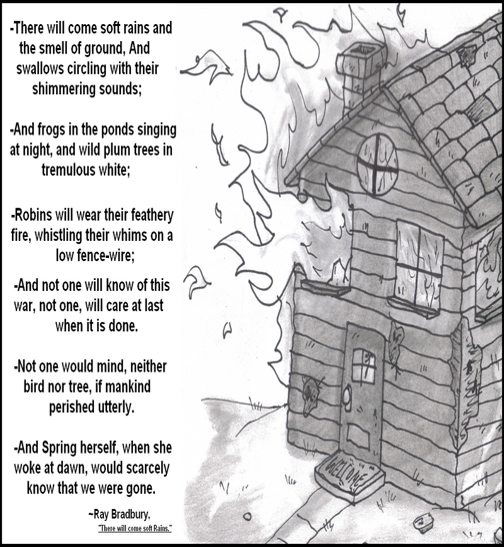 -There will come soft rains and
the smell of ground, And
swallows circling with their
shimmering sounds;
-And frogs in the ponds singing
at night, and wild plum trees in
tremulous white;
-Robins will wear their feathery
fire, whistling their whims on a
low fence-wire;
-And not one will know of this
war, not one, will care at last
when it is done.
-Not one would mind, neither
bird nor tree, if mankind
perished utterly.
-And Spring herself, when she
woke at dawn, would scarcely
know that we were gone.
~Ray Bradbury,
"There will come soft Rains."
WELCOME